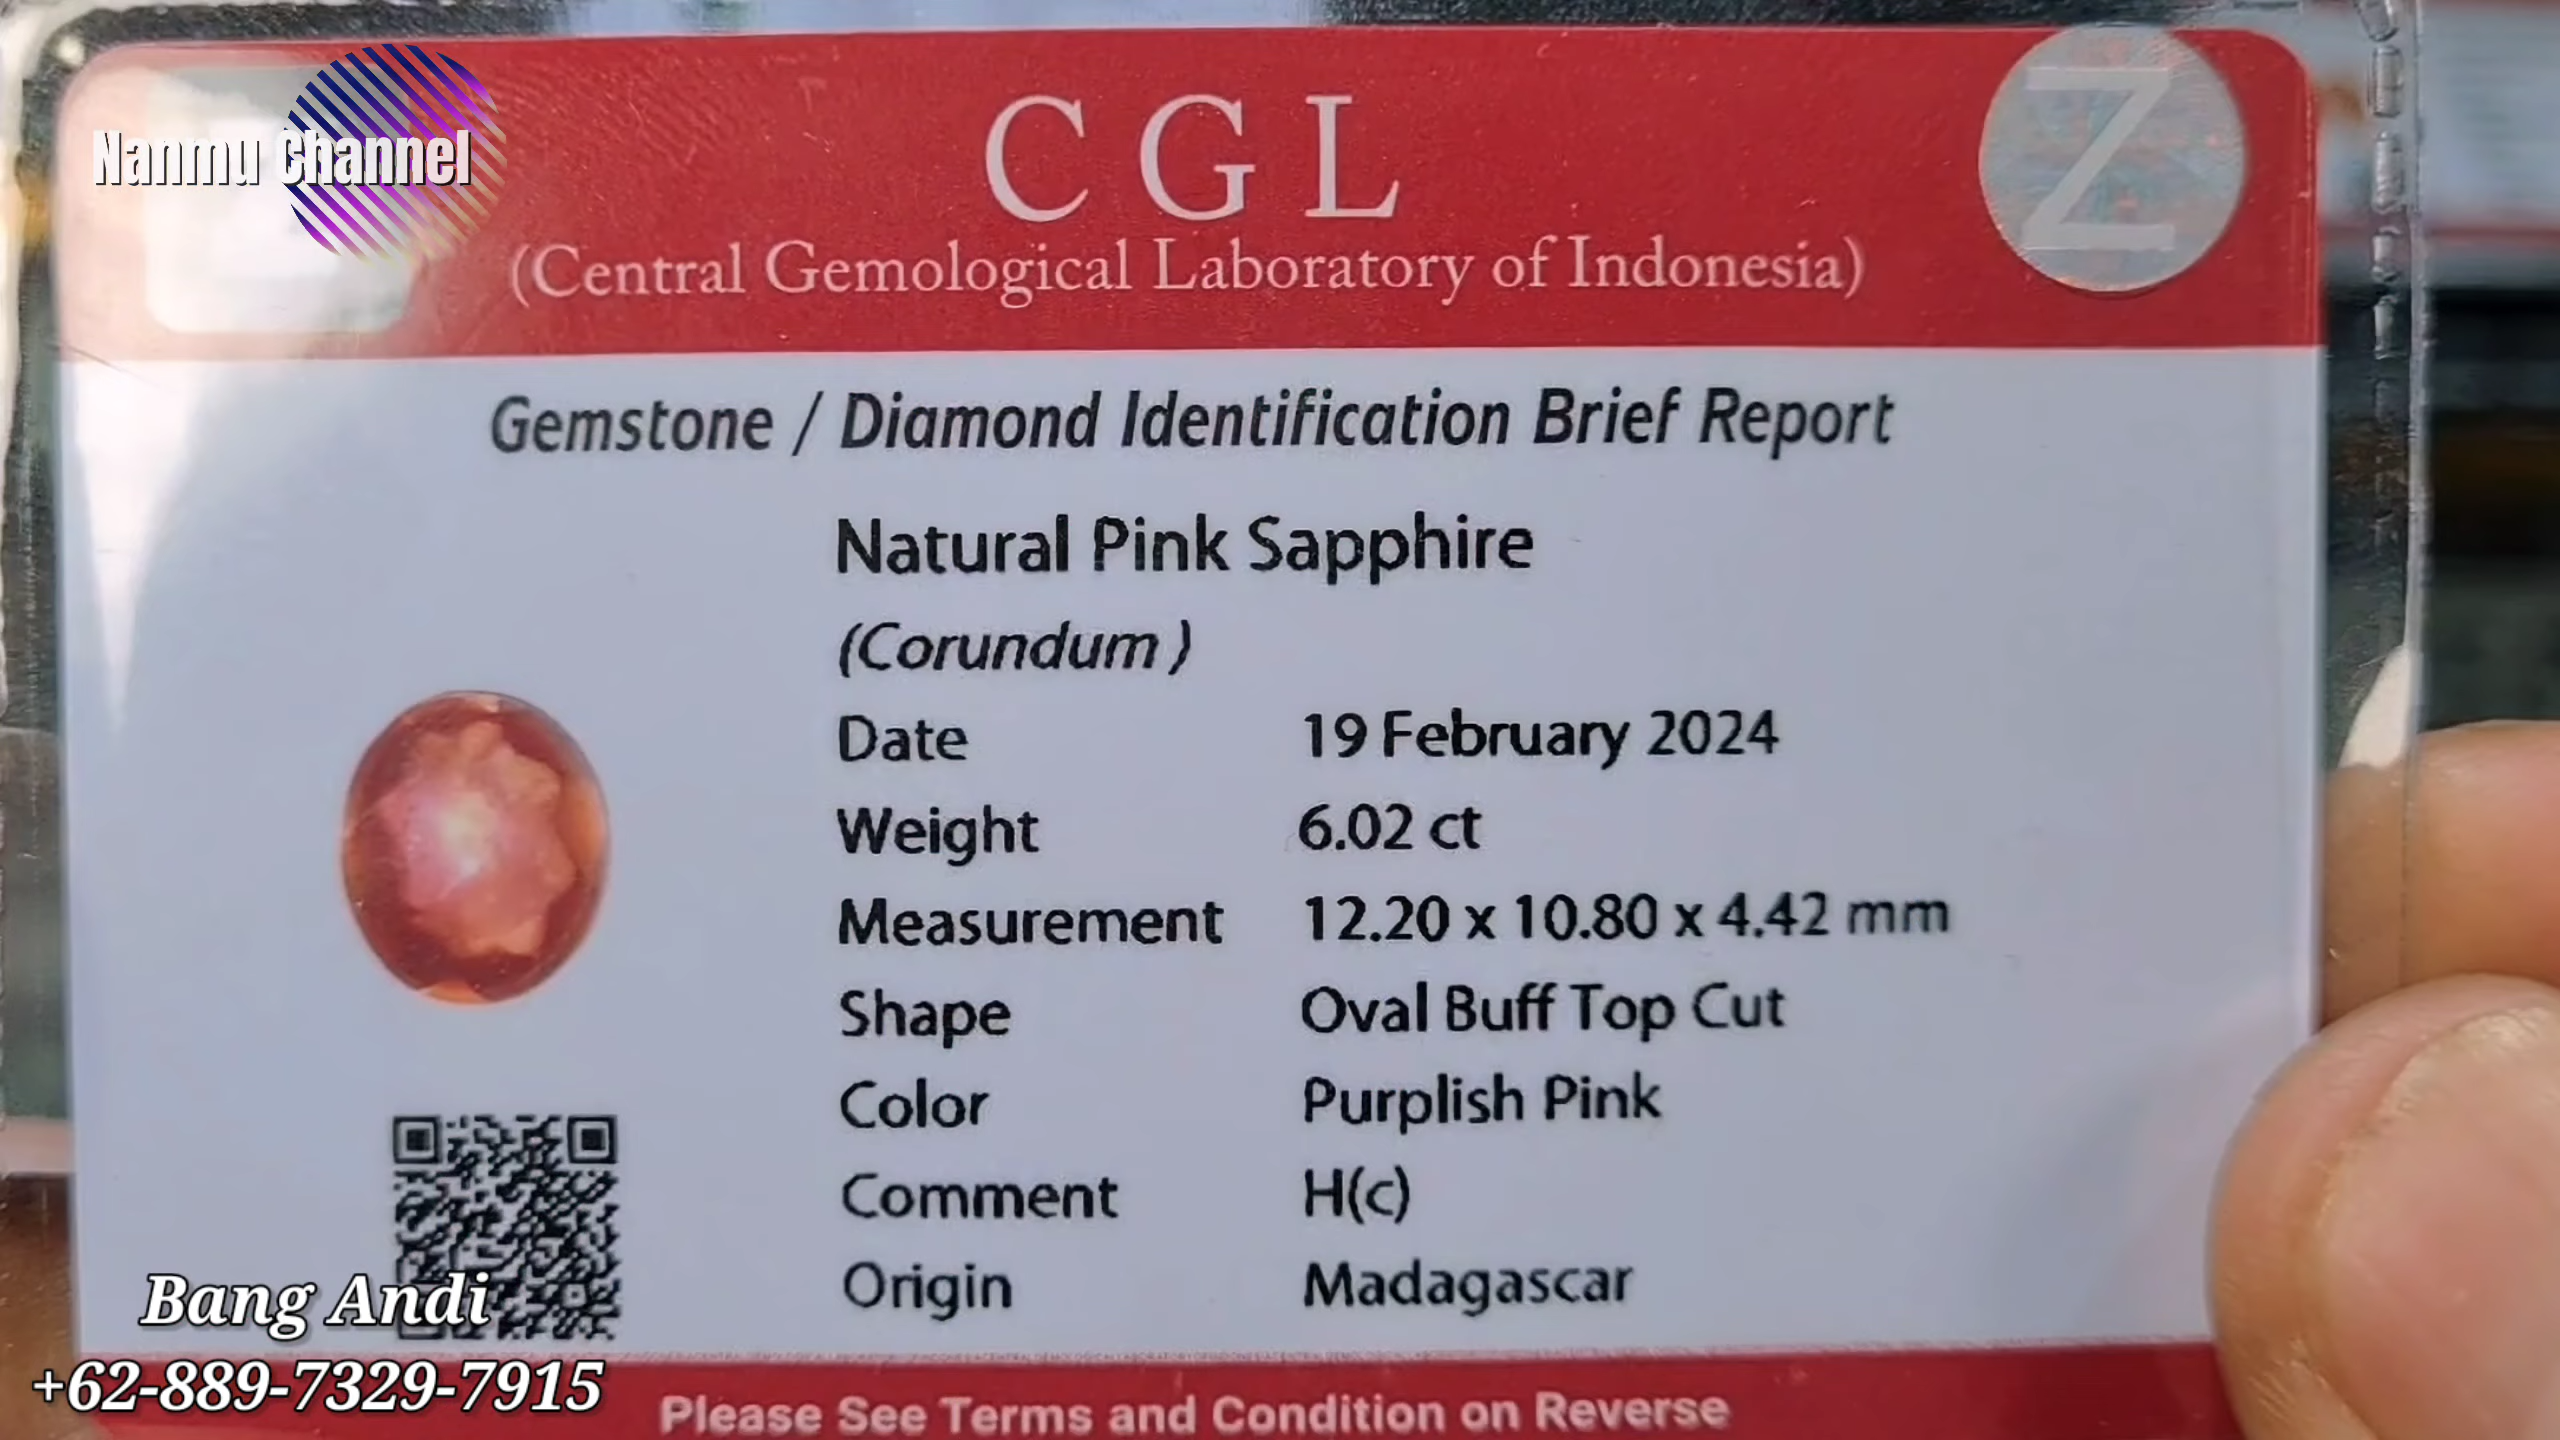 Nanmu Channel
C G L
Z
(Central Gemological Laboratory of Indonesia)
Gemstone / Diamond Identification Brief Report
Natural Pink Sapphire
(Corundum)
Date 19 February 2024
Weight 6.02 ct
Measurement 12.20 x 10.80 x 4.42 mm
Shape Oval Buff Top Cut
Color Purplish Pink
Comment H(c)
Origin Madagascar
Bang Andi
+62-889-7329-7915
Please See Terms and Condition on Reverse